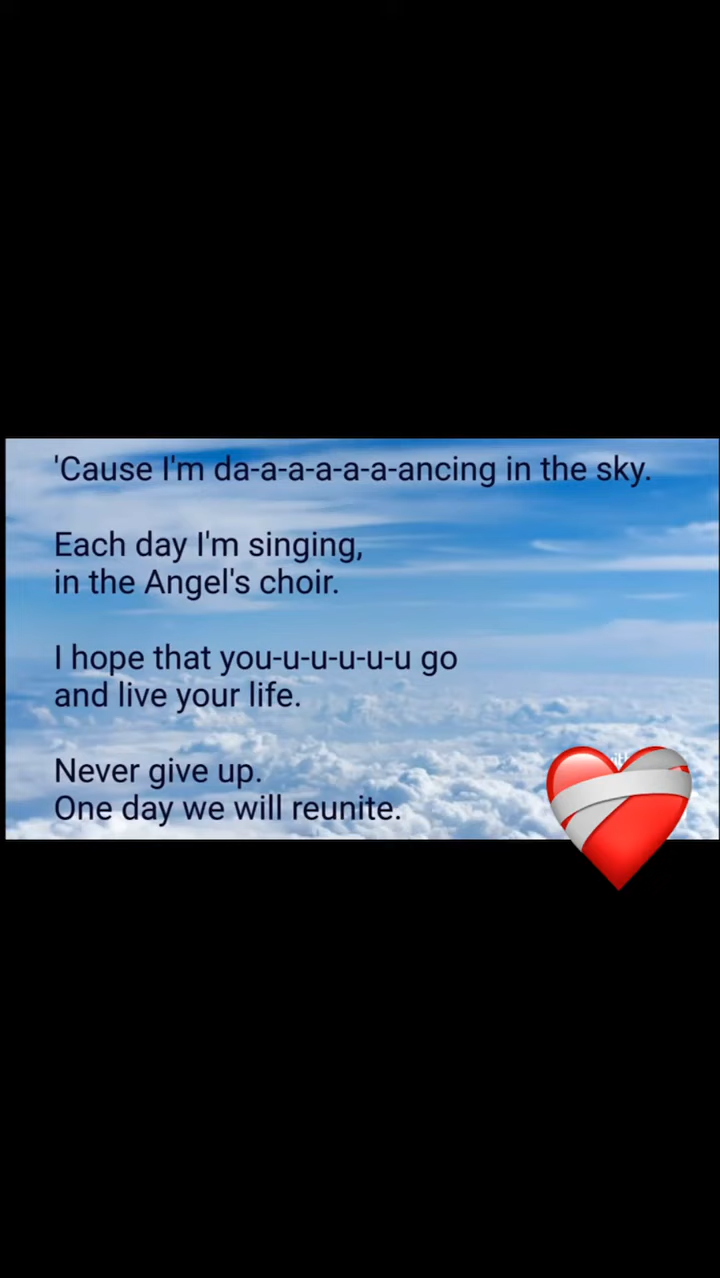 'Cause I'm da-a-a-a-a-a-ancing in the sky.
Each day I'm singing,
in the Angel's choir.
I hope that you-u-u-u-u-u go
and live your life.
Never give up.
One day we will reunite.